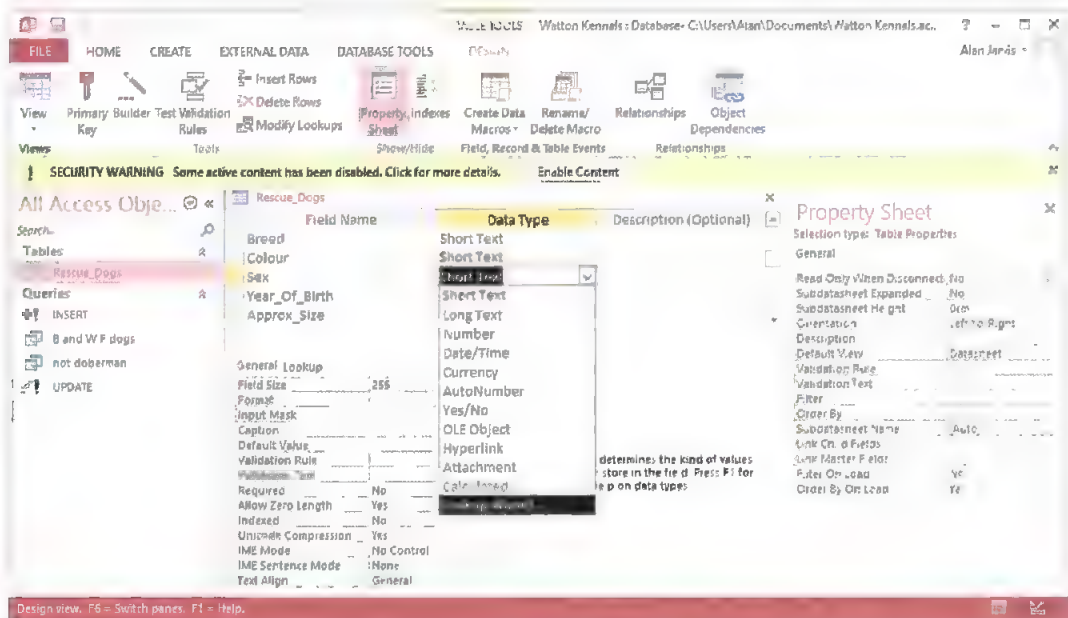 Watton Kennels : Database- C:\Users\Alan\Documents\Watton Kennels.ac.. ?
FILE HOME CREATE EXTERNAL DATA DATABASE TOOLS Alan Jarvis
View Primary Key Builder Test Validation Rules
Insert Rows
Delete Rows
Modify Lookups
Property Sheet Indexes
Create Data Macros Rename/ Delete Macro
Relationships Object Dependencies
Views Tools Show/Hide Field, Record & Table Events Relationships
! SECURITY WARNING Some active content has been disabled. Click for more details. Enable Content
All Access Obje... «
Search..
Tables
Rescue_Dogs
Queries
INSERT
B and W F dogs
not doberman
UPDATE
Rescue_Dogs
Field Name Data Type Description (Optional)
Breed Short Text
Colour Short Text
Sex Short Text
Year_Of_Birth
Approx_Size
Short Text
Long Text
Number
Date/Time
Currency
AutoNumber
Yes/No
OLE Object
Hyperlink
Attachment
Calculated
General Lookup
Field Size 255
Format
Input Mask
Caption
Default Value
Validation Rule
Validation Text
Required No
Allow Zero Length Yes
Indexed No
Unicode Compression Yes
IME Mode No Control
IME Sentence Mode None
Text Align General
determines the kind of values
store in the field. Press F1 for
p on data types
Property Sheet
Selection type: Table Properties
General
Read Only When Disconnect No
Subdatasheet Expanded No
Subdatasheet Height 0cm
Orientation Left-to-Right
Description
Default View Datasheet
Validation Rule
Validation Text
Filter
Order By
Subdatasheet Name Auto
Link Child Fields
Link Master Fields
Filter On Load
Order By On Load
Design view. F6 = Switch panes. F1 = Help.